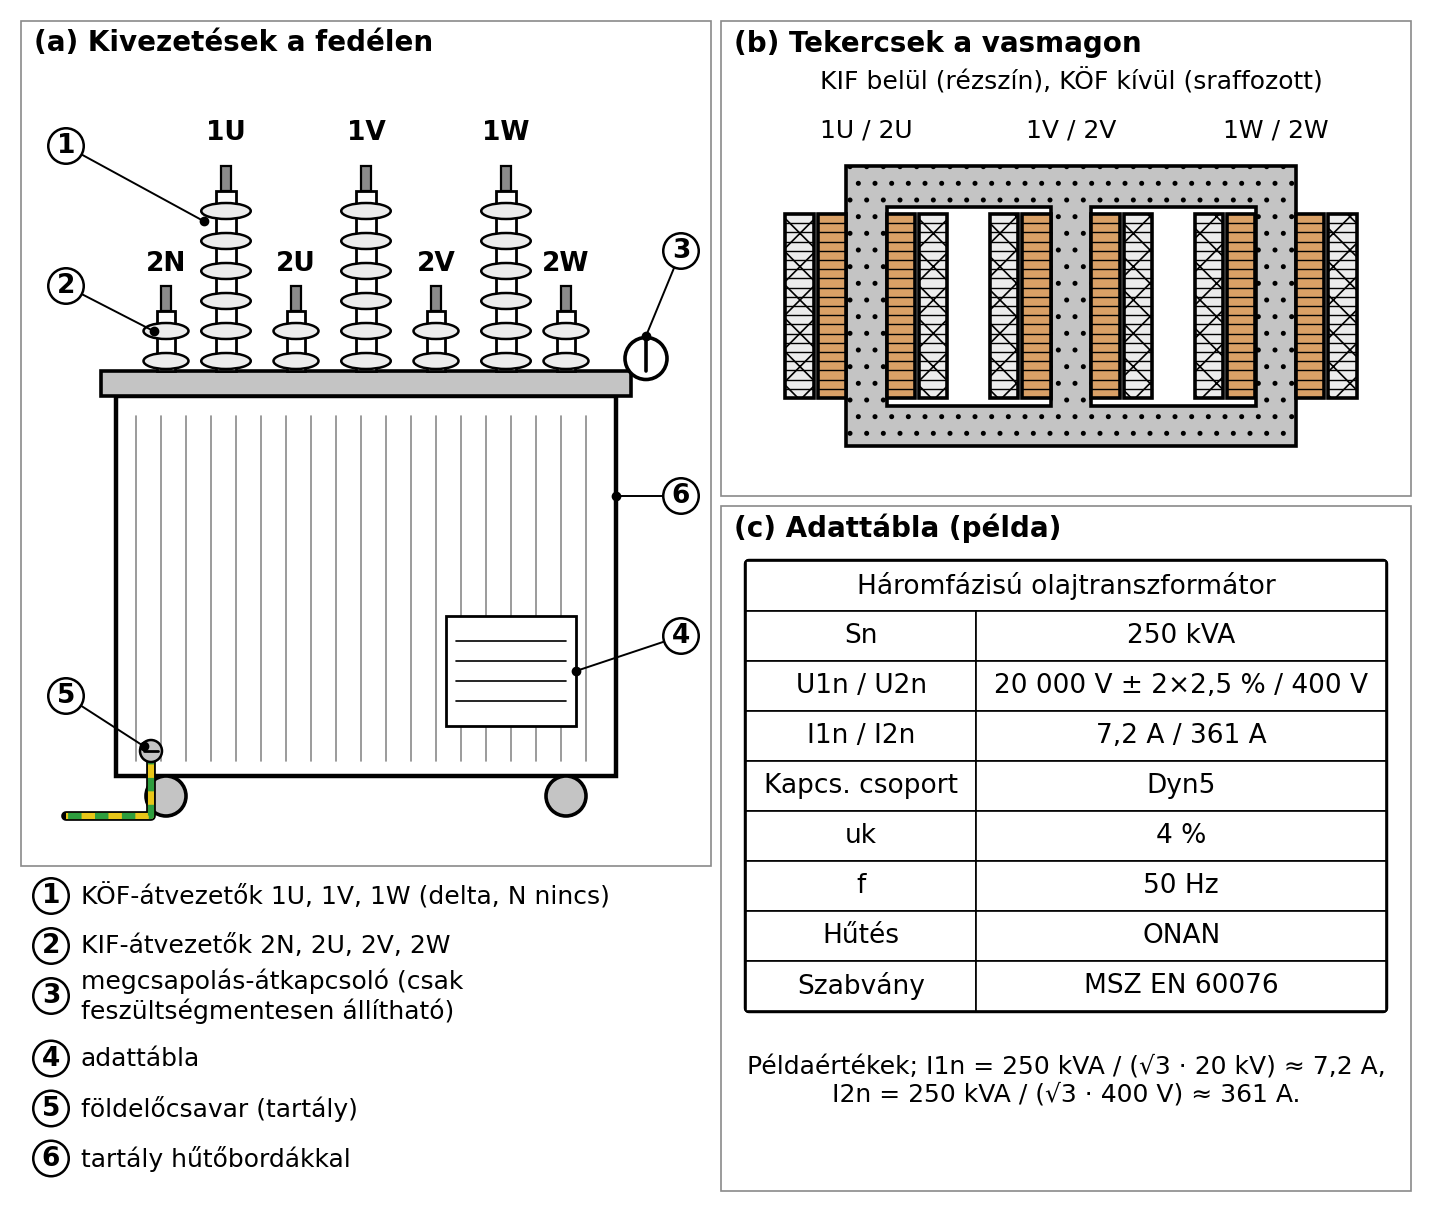 (a) Kivezetések a fedélen
1U 1V 1W
1
2N 2U 2V 2W
2
3
6
4
5
1 KÖF-átvezetők 1U, 1V, 1W (delta, N nincs)
2 KIF-átvezetők 2N, 2U, 2V, 2W
3 megcsapolás-átkapcsoló (csak
feszültségmentesen állítható)
4 adattábla
5 földelőcsavar (tartály)
6 tartály hűtőbordákkal
(b) Tekercsek a vasmagon
KIF belül (rézszín), KÖF kívül (sraffozott)
1U / 2U 1V / 2V 1W / 2W
(c) Adattábla (példa)
Háromfázisú olajtranszformátor
Sn 250 kVA
U1n / U2n 20 000 V ± 2×2,5 % / 400 V
I1n / I2n 7,2 A / 361 A
Kapcs. csoport Dyn5
uk 4 %
f 50 Hz
Hűtés ONAN
Szabvány MSZ EN 60076
Példaértékek; I1n = 250 kVA / (√3 · 20 kV) ≈ 7,2 A,
I2n = 250 kVA / (√3 · 400 V) ≈ 361 A.